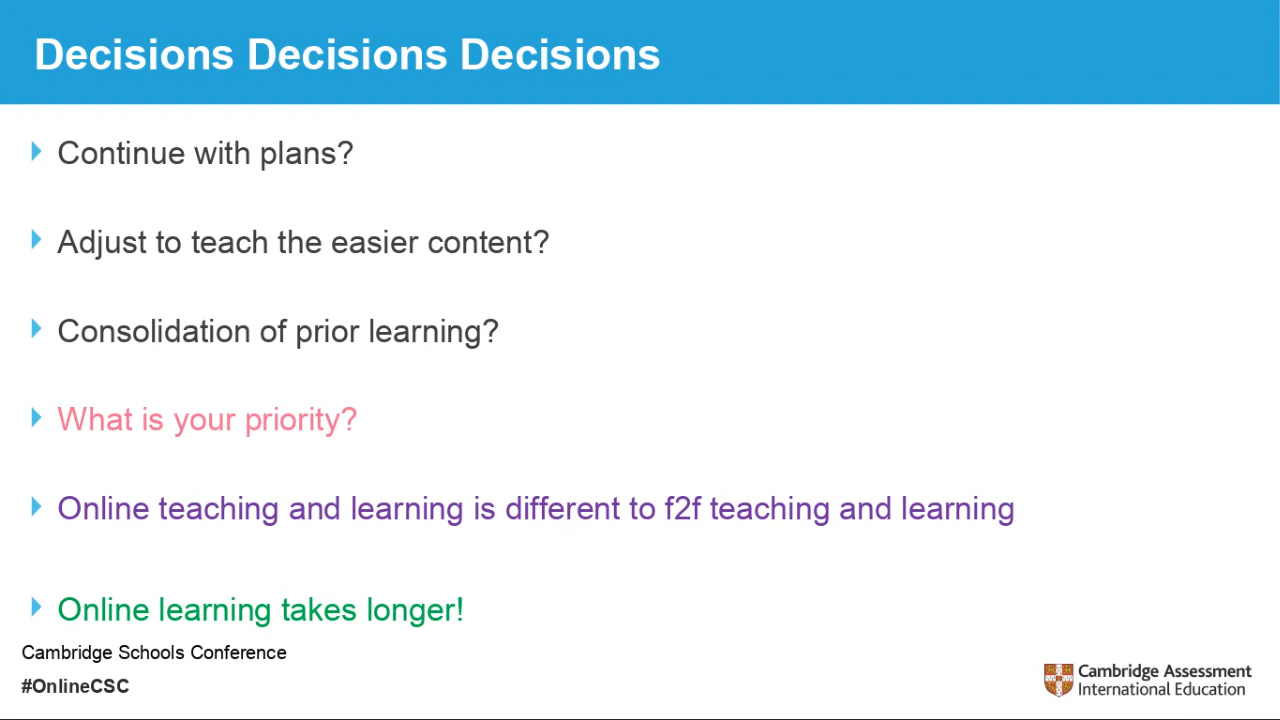 Decisions Decisions Decisions
Continue with plans?
Adjust to teach the easier content?
Consolidation of prior learning?
What is your priority?
Online teaching and learning is different to f2f teaching and learning
Online learning takes longer!
Cambridge Schools Conference
#OnlineCSC
Cambridge Assessment
International Education